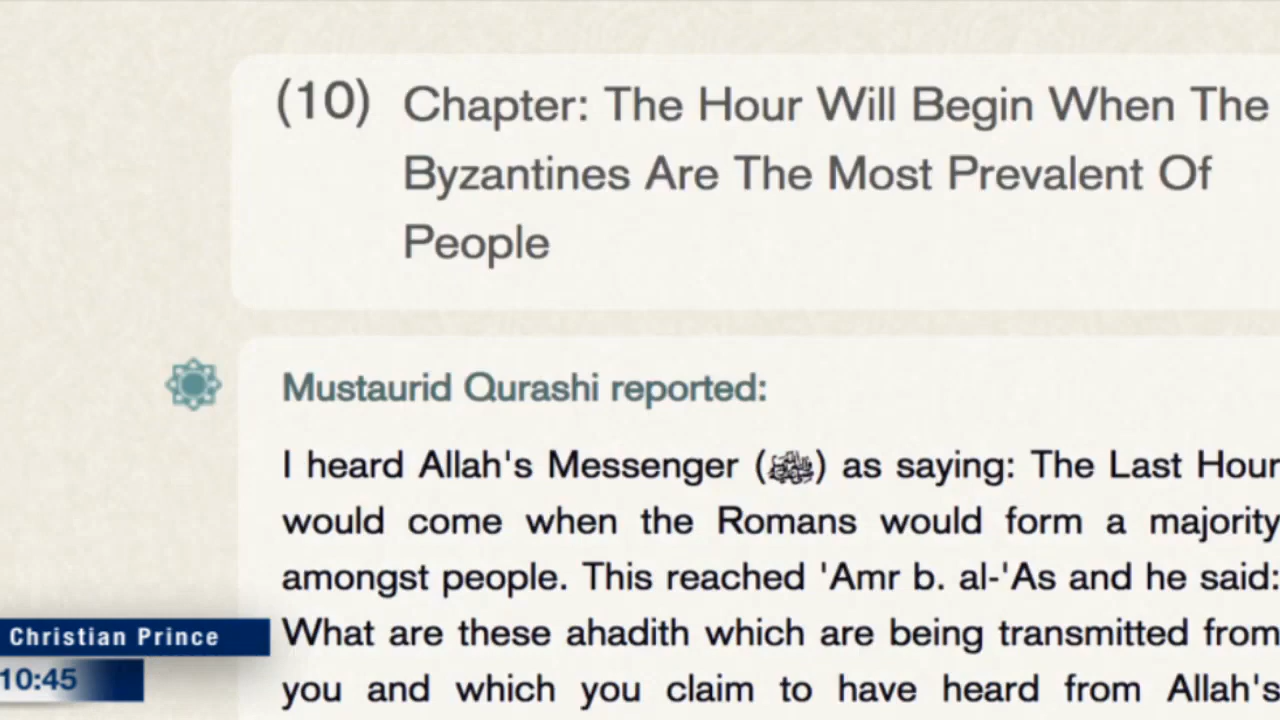 (10) Chapter: The Hour Will Begin When The
Byzantines Are The Most Prevalent Of
People
Mustaurid Qurashi reported:
I heard Allah's Messenger (ﷺ) as saying: The Last Hour
would come when the Romans would form a majority
amongst people. This reached 'Amr b. al-'As and he said:
What are these ahadith which are being transmitted from
you and which you claim to have heard from Allah's
Christian Prince
10:45